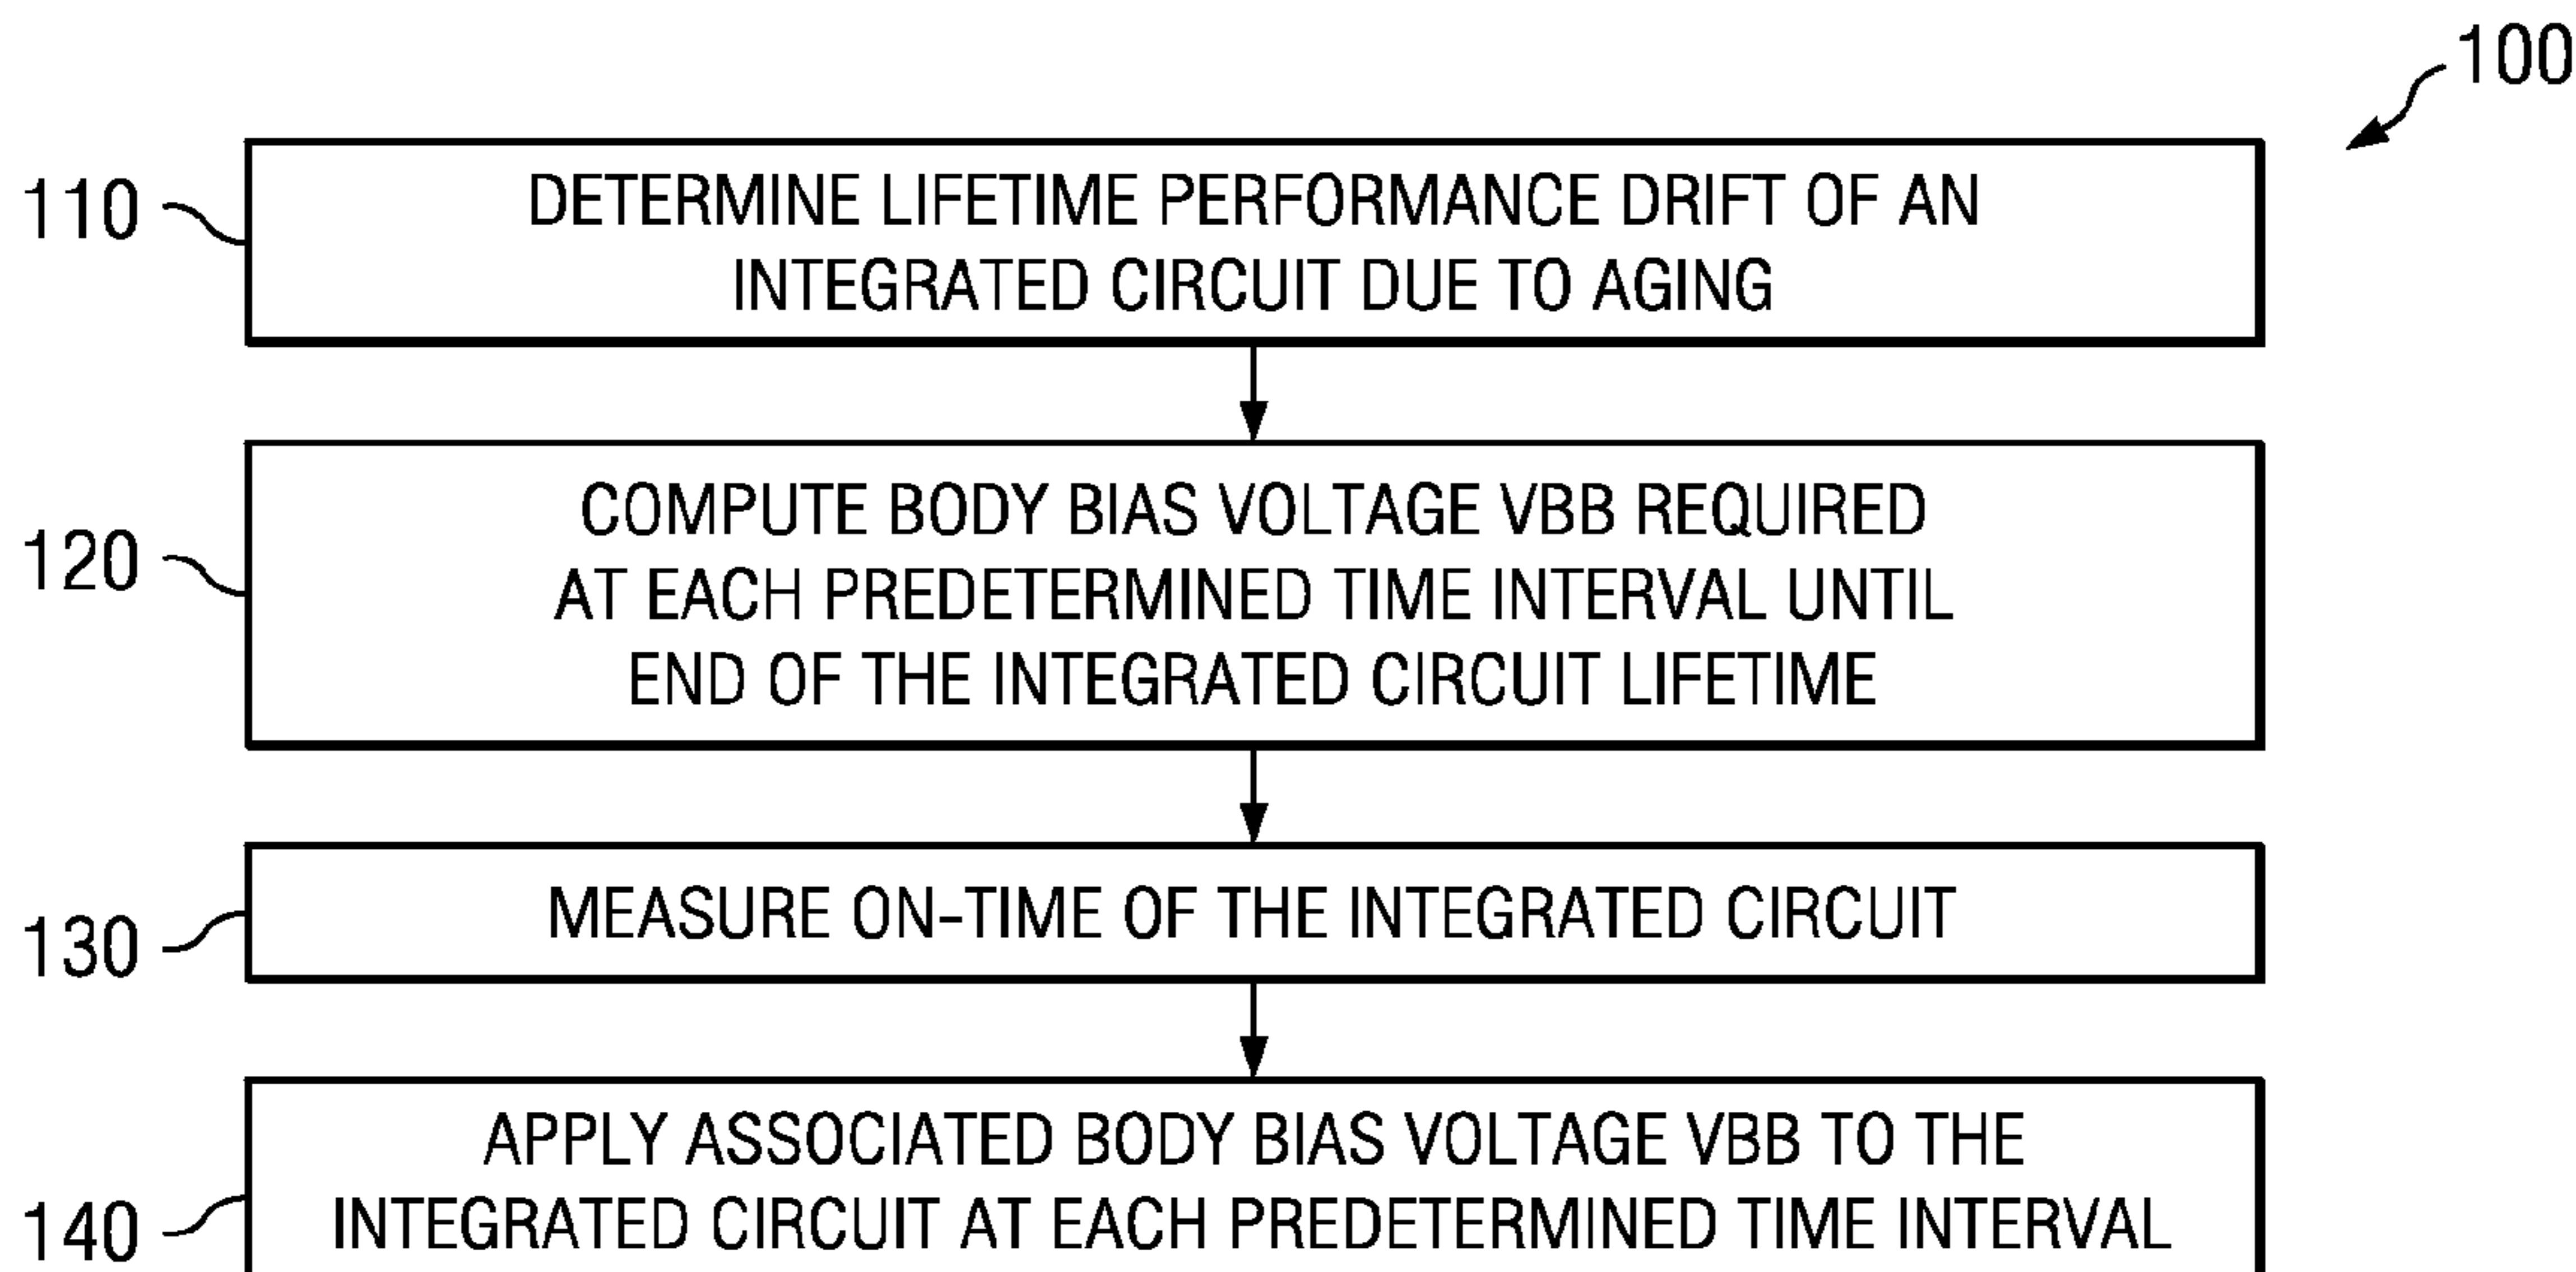 100
110
DETERMINE LIFETIME PERFORMANCE DRIFT OF AN
INTEGRATED CIRCUIT DUE TO AGING
120
COMPUTE BODY BIAS VOLTAGE VBB REQUIRED
AT EACH PREDETERMINED TIME INTERVAL UNTIL
END OF THE INTEGRATED CIRCUIT LIFETIME
130
MEASURE ON-TIME OF THE INTEGRATED CIRCUIT
140
APPLY ASSOCIATED BODY BIAS VOLTAGE VBB TO THE
INTEGRATED CIRCUIT AT EACH PREDETERMINED TIME INTERVAL